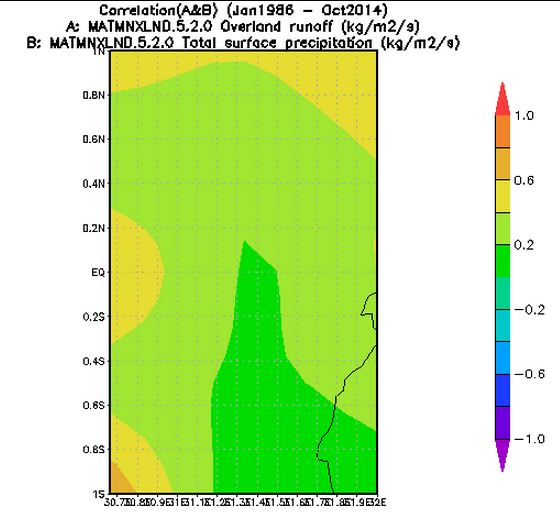 Correlation(A&B) (Jan1986 - Oct2014)
A: MATMNXLND.5.2.0 Overland runoff (kg/m2/s)
B: MATMNXLND.5.2.0 Total surface precipitation (kg/m2/s)
1N
0.8N
0.6N
0.4N
0.2N
EQ
0.2S
0.4S
0.6S
0.8S
1S
31E 32E
1.0
0.6
0.2
-0.2
-0.6
-1.0